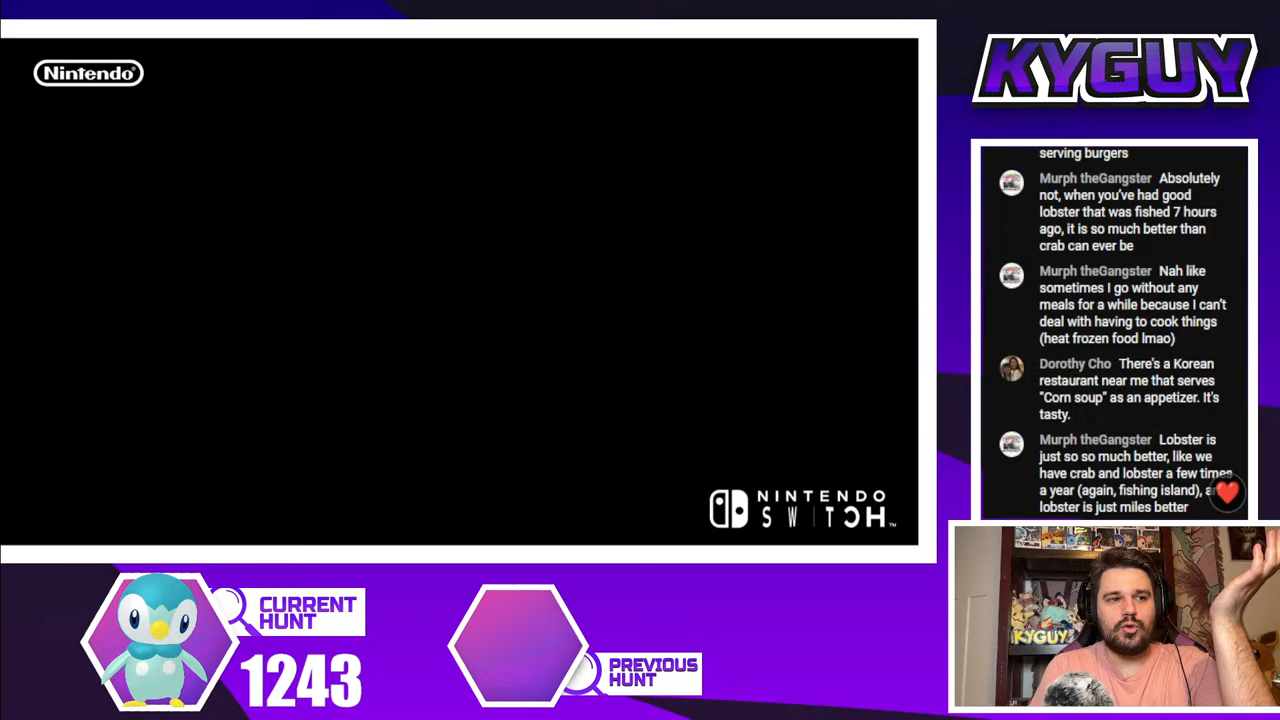 Nintendo
NINTENDO
SWITCH
KYGUY
serving burgers
Murph theGangster Absolutely
not, when you've had good
lobster that was fished 7 hours
ago, it is so much better than
crab can ever be
Murph theGangster Nah like
sometimes I go without any
meals for a while because I can't
deal with having to cook things
(heat frozen food lmao)
Dorothy Cho There's a Korean
restaurant near me that serves
"Corn soup" as an appetizer. It's
tasty.
Murph theGangster Lobster is
just so so much better, like we
have crab and lobster a few times
a year (again, fishing island),
lobster is just miles better
CURRENT
HUNT
1243
PREVIOUS
HUNT
KYGUY